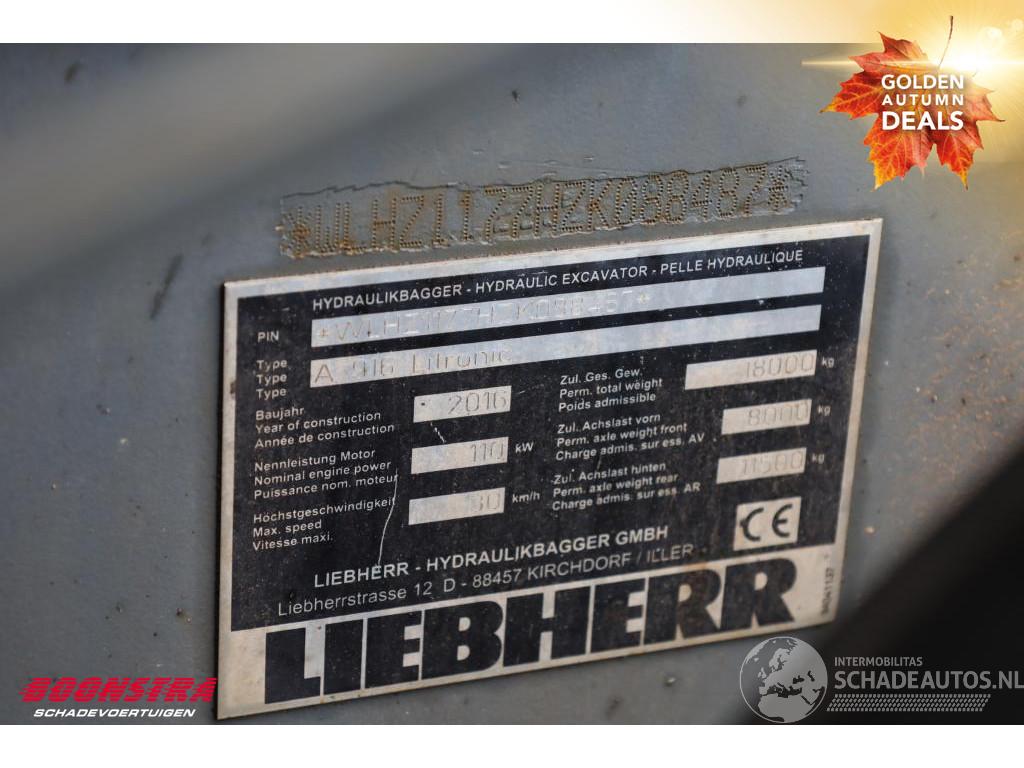 GOLDEN
AUTUMN
DEALS
HYDRAULIKBAGGER - HYDRAULIC EXCAVATOR - PELLE HYDRAULIQUE
PIN
Type
Type
Type
A 916 Litronic
Baujahr
Year of construction
Année de construction
2016
Nennleistung Motor
Nominal engine power
Puissance nom. moteur
110 kW
Höchstgeschwindigkeit
Max. speed
Vitesse maxi.
30 km/h
Zul. Ges. Gew.
Perm. total weight
Poids admissible
18000 kg
Zul. Achslast vorn
Perm. axle weight front
Charge admis. sur ess. AV
8000 kg
Zul. Achslast hinten
Perm. axle weight rear
Charge admis. sur ess. AR
11500 kg
CE
LIEBHERR - HYDRAULIKBAGGER GMBH
Liebherrstrasse 12 D - 88457 KIRCHDORF / ILLER
LIEBHERR
BOONSTRA
SCHADEVOERTUIGEN
INTERMOBILITAS
SCHADEAUTOS.NL